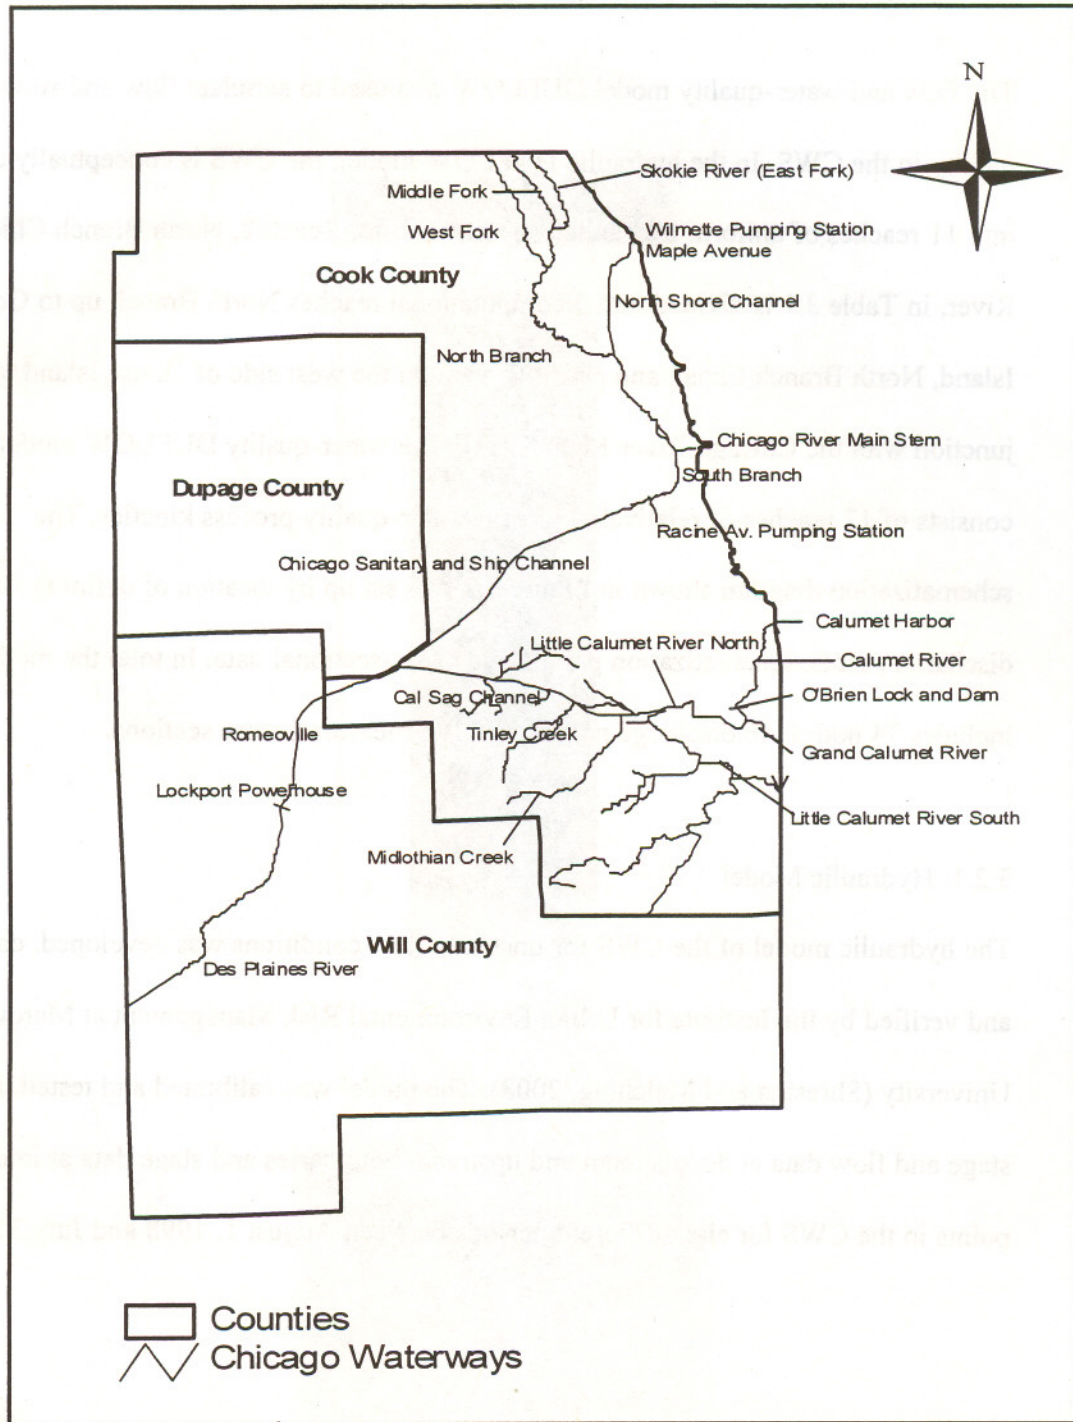 N
Skokie River (East Fork)
Middle Fork
West Fork
Wilmette Pumping Station
Maple Avenue
Cook County
North Shore Channel
North Branch
Chicago River Main Stem
South Branch
Dupage County
Racine Av. Pumping Station
Chicago Sanitary and Ship Channel
Calumet Harbor
Little Calumet River North
Calumet River
Cal Sag Channel
O'Brien Lock and Dam
Romeoville
Tinley Creek
Grand Calumet River
Lockport Powerhouse
Little Calumet River South
Midlothian Creek
Will County
Des Plaines River
Counties
Chicago Waterways